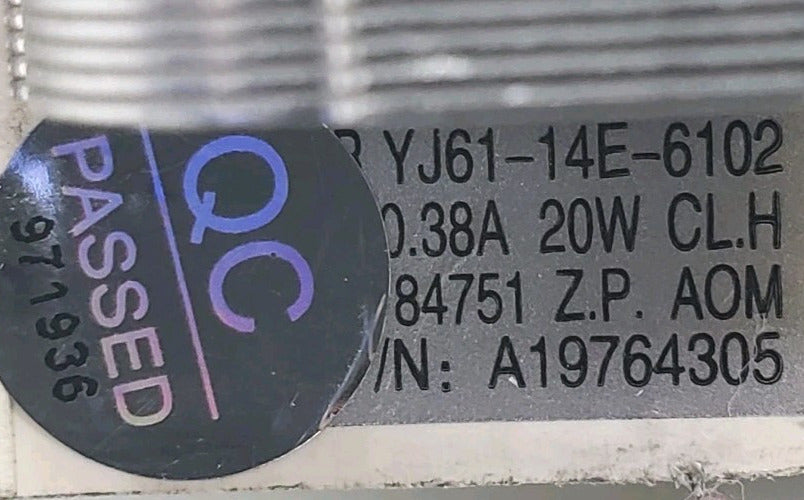 QC
PASSED
971936
YJ61-14E-6102
0.38A 20W CL.H
84751 Z.P. AOM
/N: A19764305